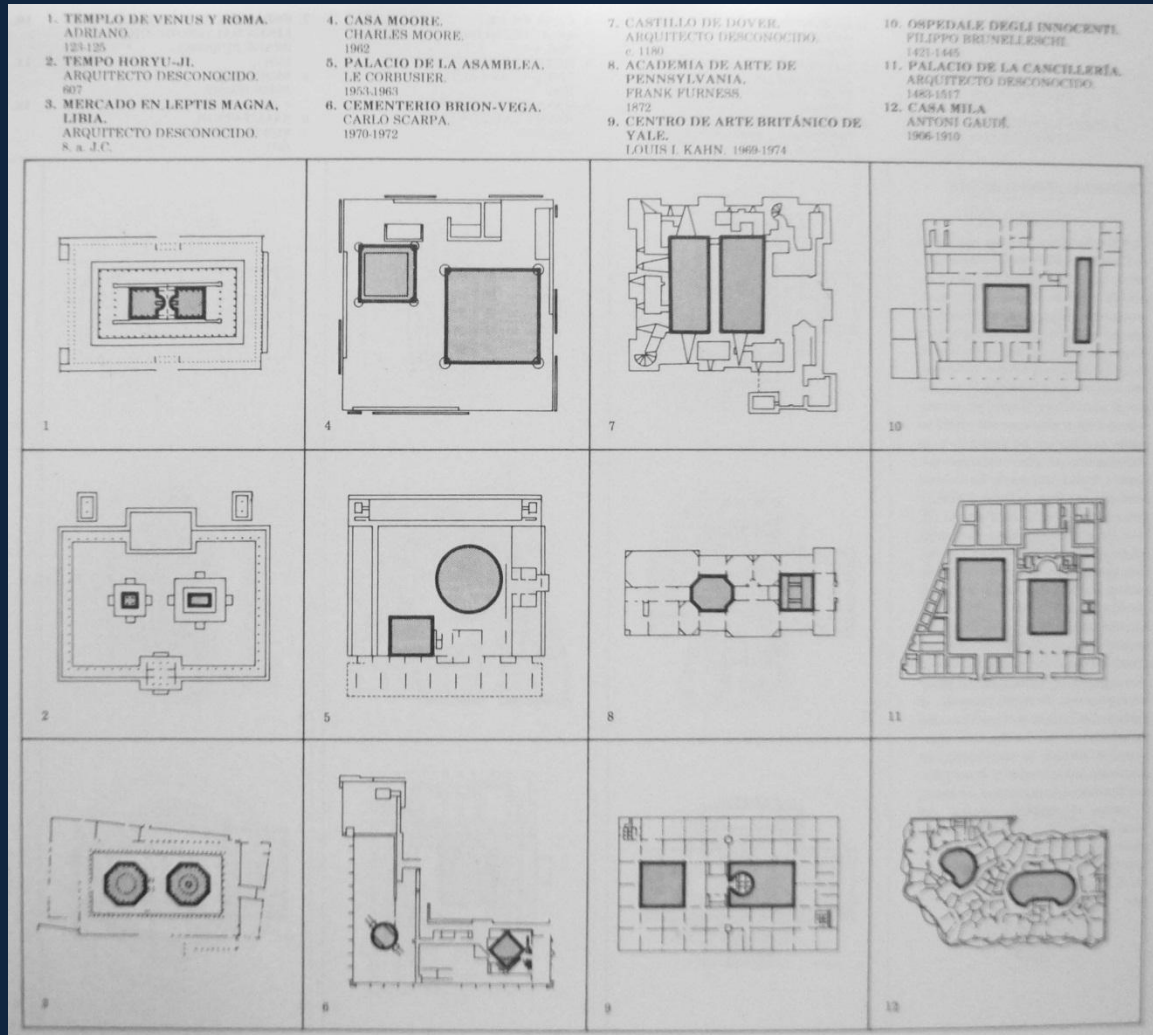 1. TEMPLO DE VENUS Y ROMA.
ADRIANO.
123-125
2. TEMPO HORYU-JI.
ARQUITECTO DESCONOCIDO.
607
3. MERCADO EN LEPTIS MAGNA,
LIBIA.
ARQUITECTO DESCONOCIDO.
8. a. J.C.
4. CASA MOORE.
CHARLES MOORE.
1962
5. PALACIO DE LA ASAMBLEA.
LE CORBUSIER.
1953-1963
6. CEMENTERIO BRION-VEGA.
CARLO SCARPA.
1970-1972
7. CASTILLO DE DOVER.
ARQUITECTO DESCONOCIDO.
c. 1180
8. ACADEMIA DE ARTE DE
PENNSYLVANIA.
FRANK FURNESS.
1872
9. CENTRO DE ARTE BRITÁNICO DE
YALE.
LOUIS I. KAHN. 1969-1974
10. OSPEDALE DEGLI INNOCENTI.
FILIPPO BRUNELLESCHI.
1421-1445
11. PALACIO DE LA CANCILLERÍA.
ARQUITECTO DESCONOCIDO.
1483-1517
12. CASA MILA
ANTONI GAUDÍ.
1906-1910
1
4
7
10
2
5
8
11
3
6
9
12